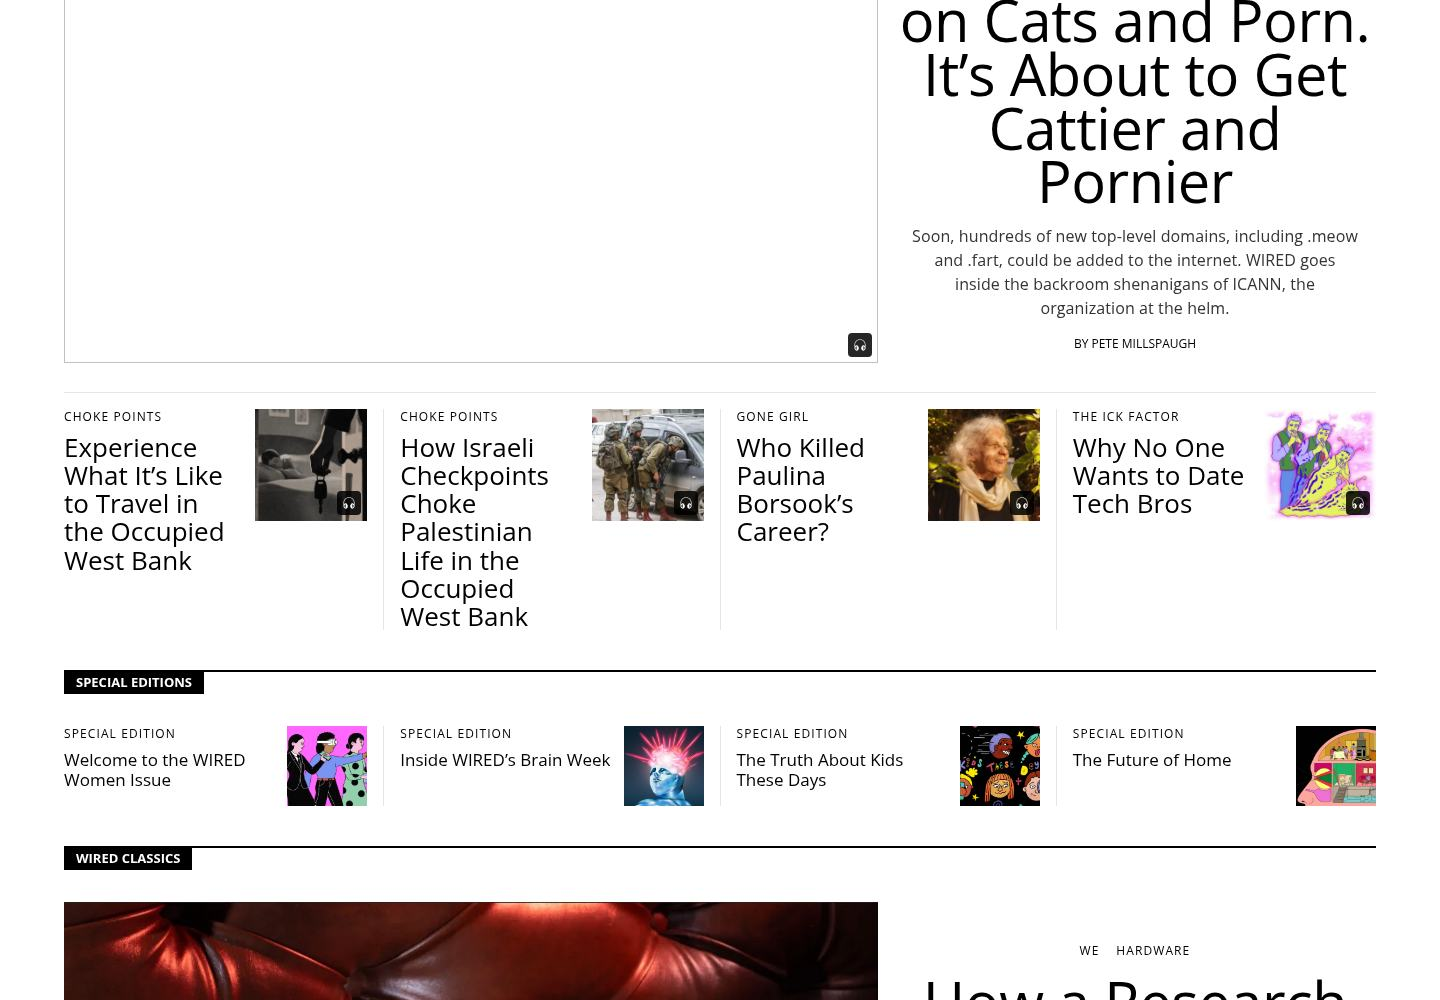 on Cats and Porn.
It’s About to Get
Cattier and
Pornier
Soon, hundreds of new top-level domains, including .meow
and .fart, could be added to the internet. WIRED goes
inside the backroom shenanigans of ICANN, the
organization at the helm.
BY PETE MILLSPAUGH
CHOKE POINTS
Experience
What It’s Like
to Travel in
the Occupied
West Bank
CHOKE POINTS
How Israeli
Checkpoints
Choke
Palestinian
Life in the
Occupied
West Bank
GONE GIRL
Who Killed
Paulina
Borsook’s
Career?
THE ICK FACTOR
Why No One
Wants to Date
Tech Bros
SPECIAL EDITIONS
SPECIAL EDITION
Welcome to the WIRED
Women Issue
SPECIAL EDITION
Inside WIRED’s Brain Week
SPECIAL EDITION
The Truth About Kids
These Days
SPECIAL EDITION
The Future of Home
WIRED CLASSICS
WE HARDWARE
How a Research